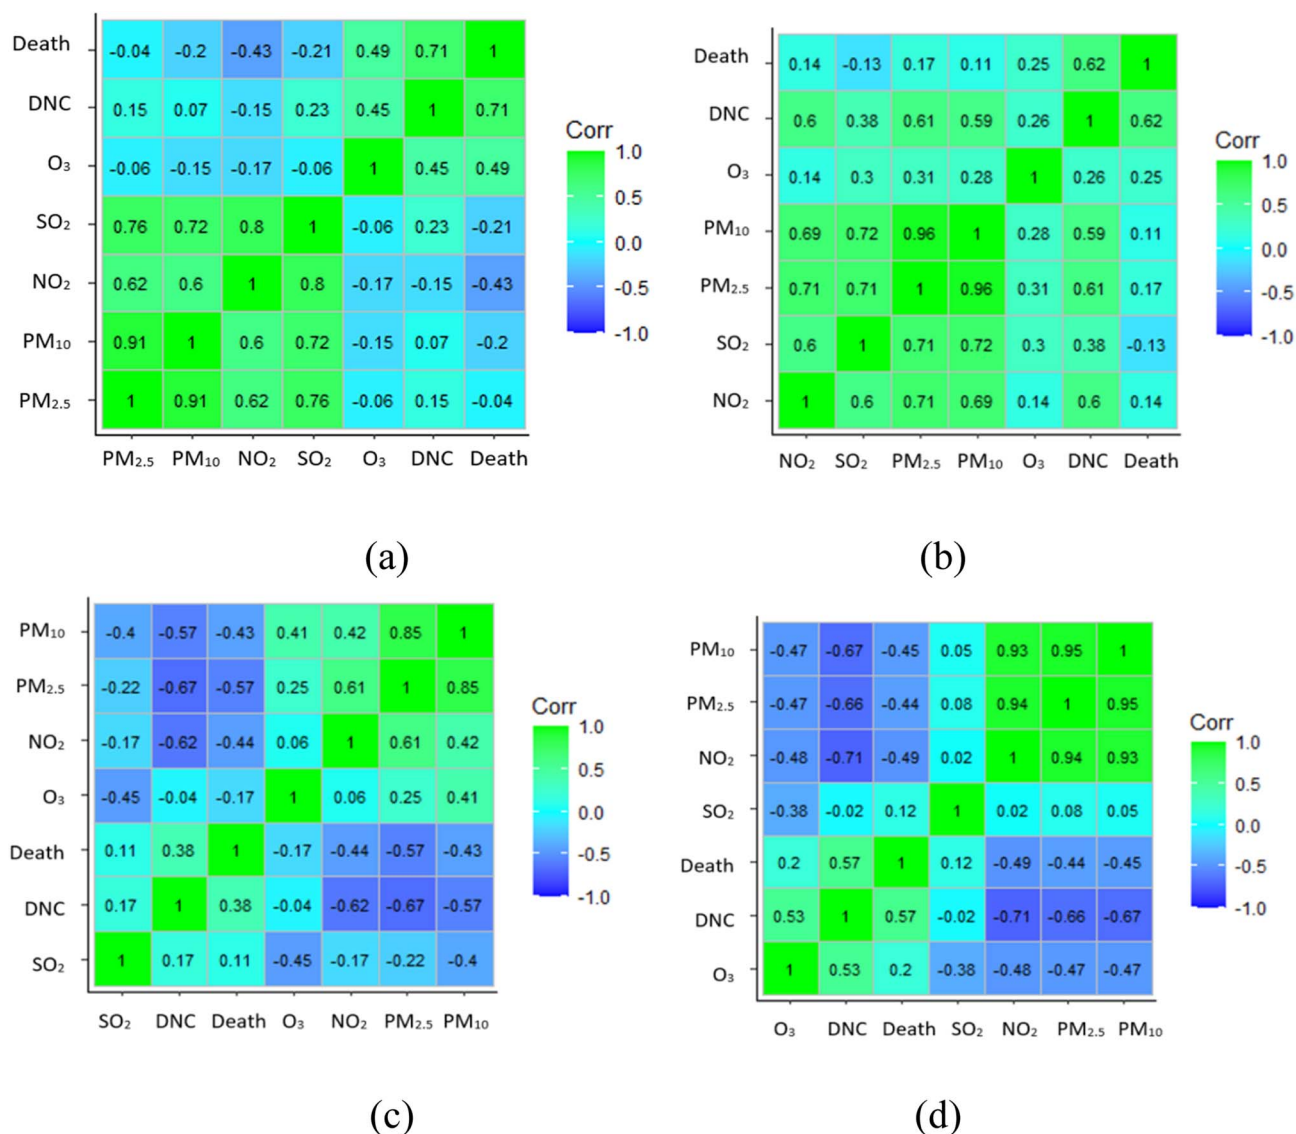 Death -0.04 -0.2 -0.43 -0.21 0.49 0.71 1
DNC 0.15 0.07 -0.15 0.23 0.45 1 0.71
O₃ -0.06 -0.15 -0.17 -0.06 1 0.45 0.49
SO₂ 0.76 0.72 0.8 1 -0.06 0.23 -0.21
NO₂ 0.62 0.6 1 0.8 -0.17 -0.15 -0.43
PM₁₀ 0.91 1 0.6 0.72 -0.15 0.07 -0.2
PM₂.₅ 1 0.91 0.62 0.76 -0.06 0.15 -0.04
PM₂.₅ PM₁₀ NO₂ SO₂ O₃ DNC Death
Corr
1.0
0.5
0.0
-0.5
-1.0
(a)
Death 0.14 -0.13 0.17 0.11 0.25 0.62 1
DNC 0.6 0.38 0.61 0.59 0.26 1 0.62
O₃ 0.14 0.3 0.31 0.28 1 0.26 0.25
PM₁₀ 0.69 0.72 0.96 1 0.28 0.59 0.11
PM₂.₅ 0.71 0.71 1 0.96 0.31 0.61 0.17
SO₂ 0.6 1 0.71 0.72 0.3 0.38 -0.13
NO₂ 1 0.6 0.71 0.69 0.14 0.6 0.14
NO₂ SO₂ PM₂.₅ PM₁₀ O₃ DNC Death
Corr
1.0
0.5
0.0
-0.5
-1.0
(b)
PM₁₀ -0.4 -0.57 -0.43 0.41 0.42 0.85 1
PM₂.₅ -0.22 -0.67 -0.57 0.25 0.61 1 0.85
NO₂ -0.17 -0.62 -0.44 0.06 1 0.61 0.42
O₃ -0.45 -0.04 -0.17 1 0.06 0.25 0.41
Death 0.11 0.38 1 -0.17 -0.44 -0.57 -0.43
DNC 0.17 1 0.38 -0.04 -0.62 -0.67 -0.57
SO₂ 1 0.17 0.11 -0.45 -0.17 -0.22 -0.4
SO₂ DNC Death O₃ NO₂ PM₂.₅ PM₁₀
Corr
1.0
0.5
0.0
-0.5
-1.0
(c)
PM₁₀ -0.47 -0.67 -0.45 0.05 0.93 0.95 1
PM₂.₅ -0.47 -0.66 -0.44 0.08 0.94 1 0.95
NO₂ -0.48 -0.71 -0.49 0.02 1 0.94 0.93
SO₂ -0.38 -0.02 0.12 1 0.02 0.08 0.05
Death 0.2 0.57 1 0.12 -0.49 -0.44 -0.45
DNC 0.53 1 0.57 -0.02 -0.71 -0.66 -0.67
O₃ 1 0.53 0.2 -0.38 -0.48 -0.47 -0.47
O₃ DNC Death SO₂ NO₂ PM₂.₅ PM₁₀
Corr
1.0
0.5
0.0
-0.5
-1.0
(d)